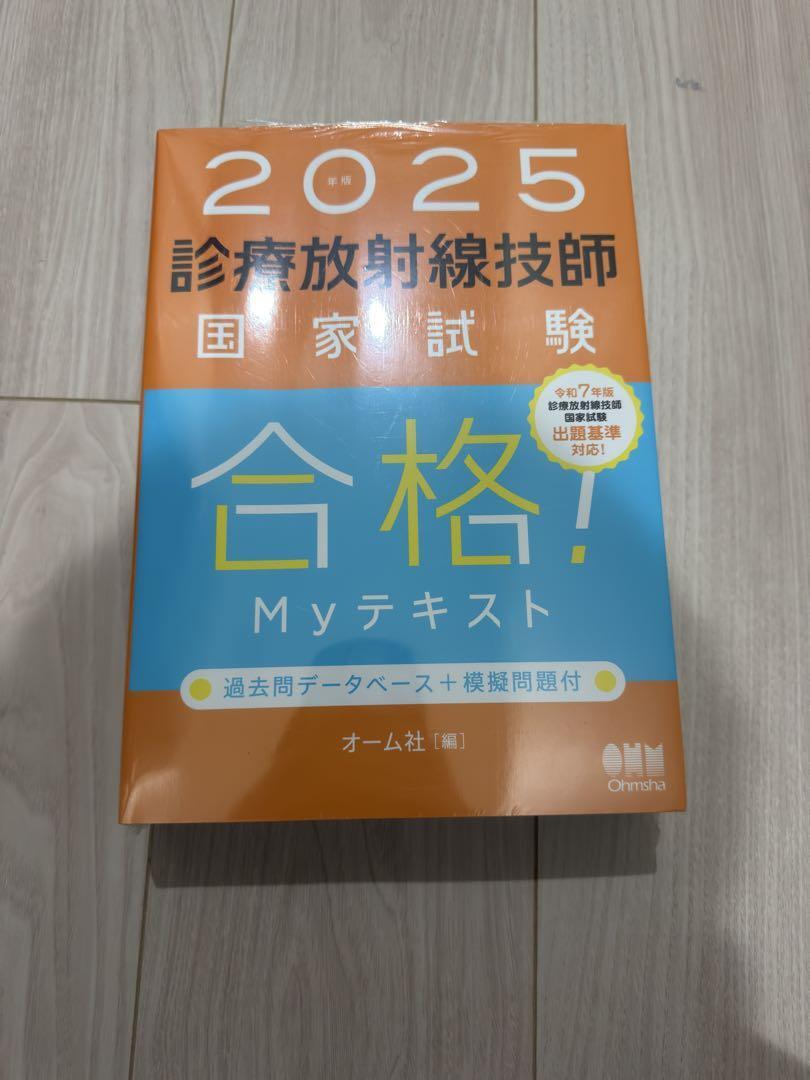 2025
年版
診療放射線技師
国家試験
令和7年版
診療放射線技師
国家試験
出題基準
対応!
合格!
Myテキスト
過去問データベース+模擬問題付
オーム社[編]
OHM
Ohmsha